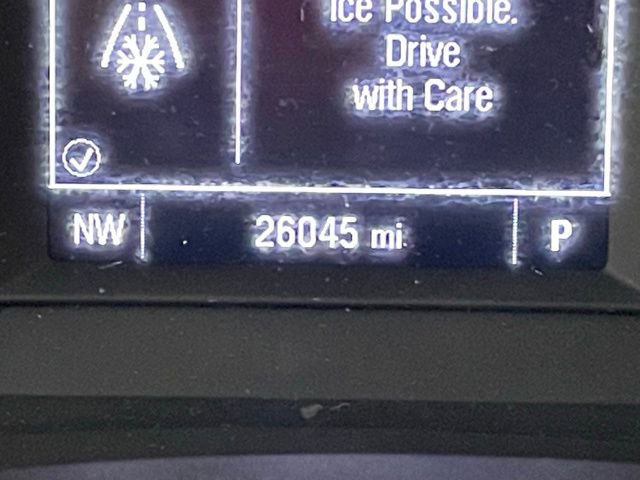 Ice Possible.
Drive
with Care
NW 26045 mi P